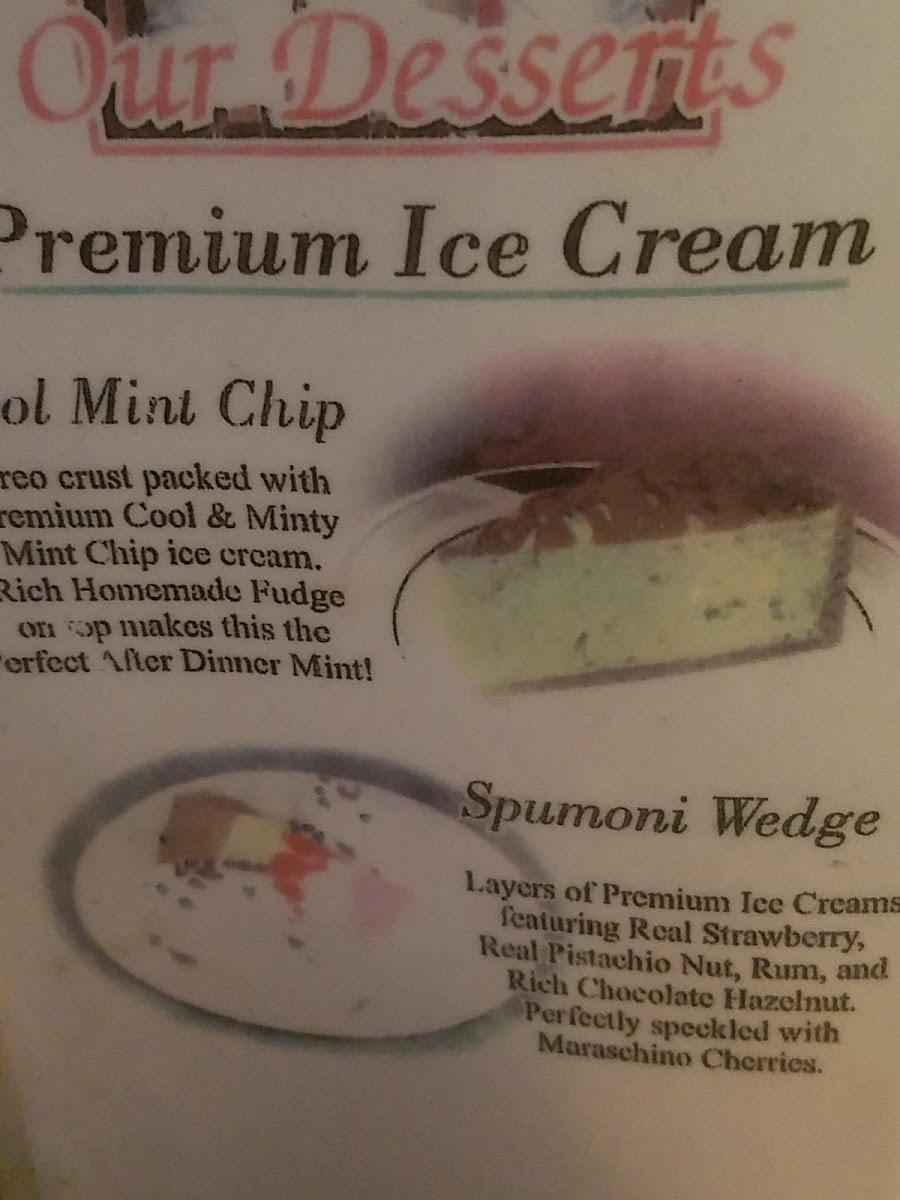 Our Desserts
Premium Ice Cream
ol Mint Chip
reo crust packed with
remium Cool & Minty
Mint Chip ice cream.
Rich Homemade Fudge
on top makes this the
erfect After Dinner Mint!
Spumoni Wedge
Layers of Premium Ice Creams
featuring Real Strawberry,
Real Pistachio Nut, Rum, and
Rich Chocolate Hazelnut.
Perfectly speckled with
Maraschino Cherries.